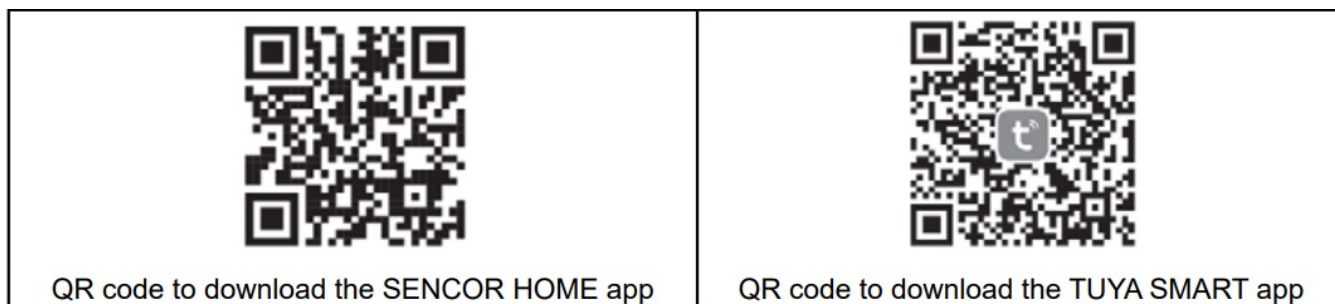 t
QR code to download the SENCOR HOME app
QR code to download the TUYA SMART app